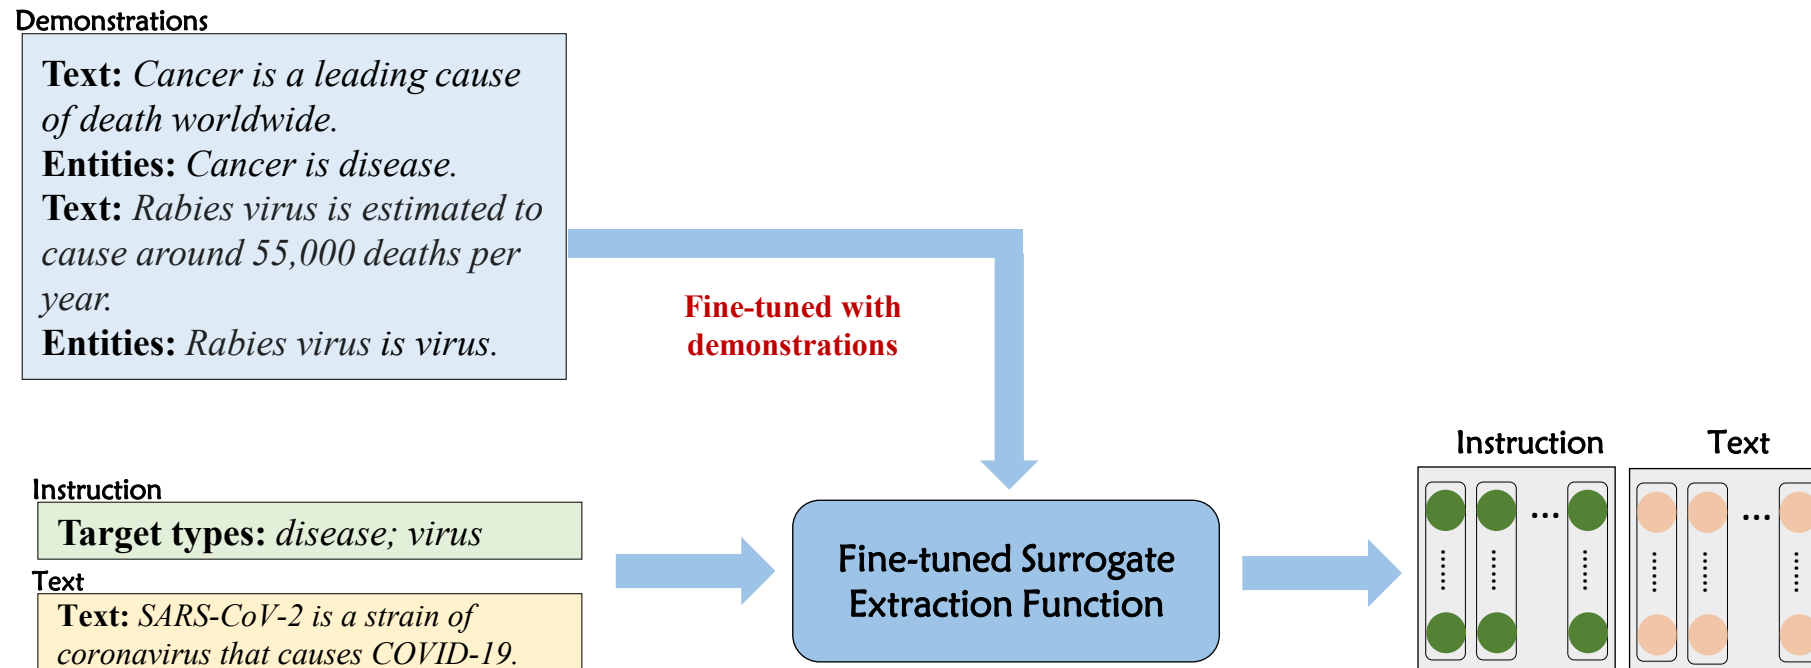 Demonstrations
Text: Cancer is a leading cause
of death worldwide.
Entities: Cancer is disease.
Text: Rabies virus is estimated to
cause around 55,000 deaths per
year.
Entities: Rabies virus is virus.
Fine-tuned with
demonstrations
Instruction
Target types: disease; virus
Text
Text: SARS-CoV-2 is a strain of
coronavirus that causes COVID-19.
Fine-tuned Surrogate
Extraction Function
Instruction
Text